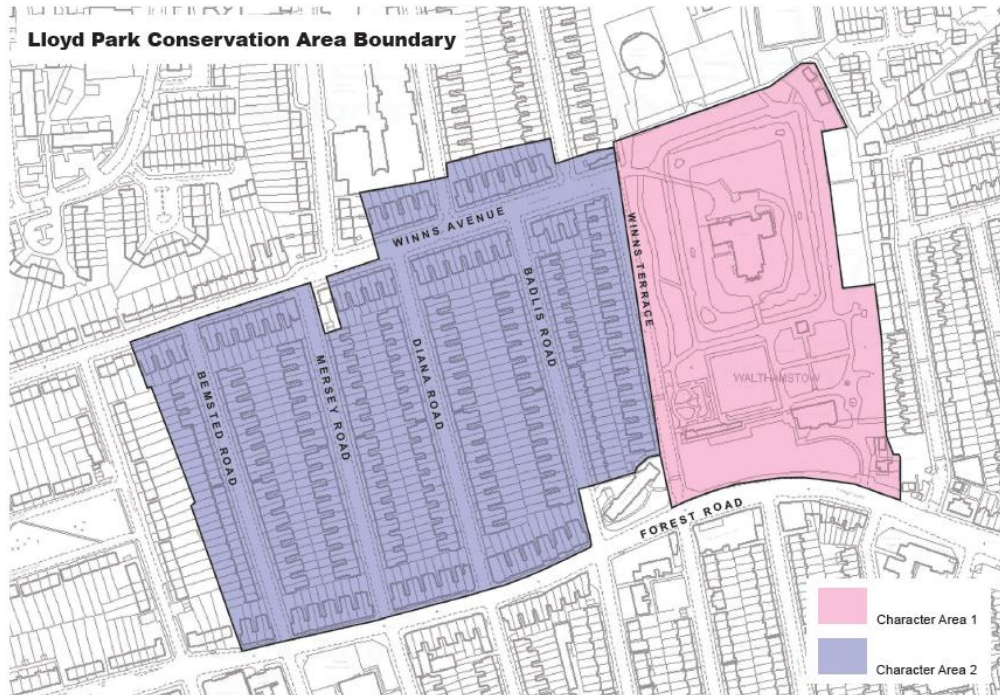 Lloyd Park Conservation Area Boundary
WINNS AVENUE
WINNS TERRACE
BADLIS ROAD
DIANA ROAD
MERSEY ROAD
BEMSTED ROAD
WALTHAMSTOW
FOREST ROAD
Character Area 1
Character Area 2